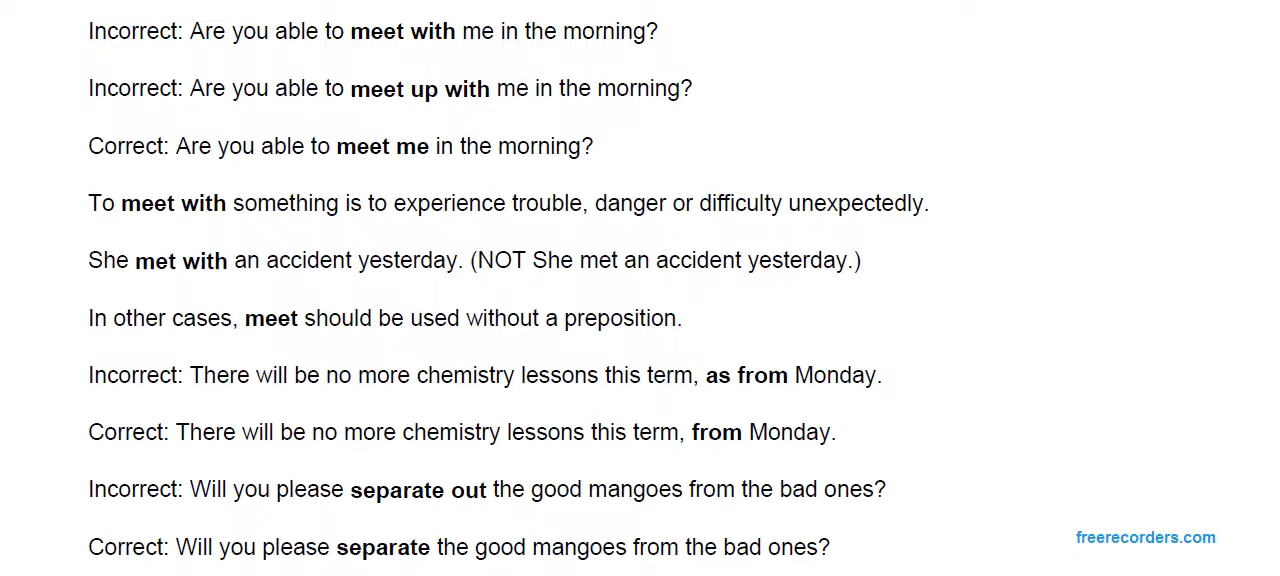 Incorrect: Are you able to meet with me in the morning?
Incorrect: Are you able to meet up with me in the morning?
Correct: Are you able to meet me in the morning?
To meet with something is to experience trouble, danger or difficulty unexpectedly.
She met with an accident yesterday. (NOT She met an accident yesterday.)
In other cases, meet should be used without a preposition.
Incorrect: There will be no more chemistry lessons this term, as from Monday.
Correct: There will be no more chemistry lessons this term, from Monday.
Incorrect: Will you please separate out the good mangoes from the bad ones?
Correct: Will you please separate the good mangoes from the bad ones?
freerecorders.com